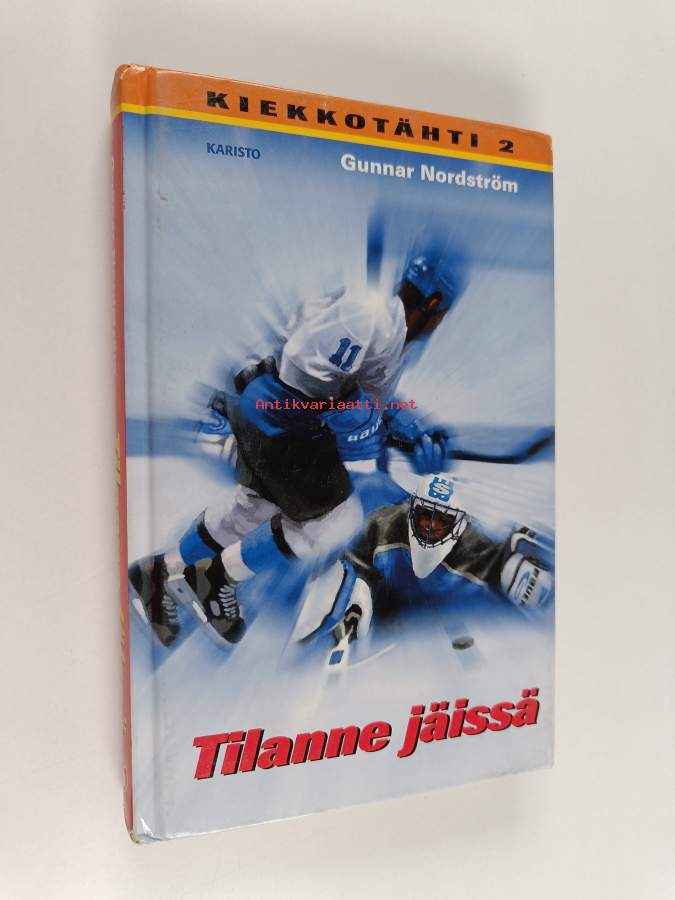 KIEKKOTÄHTI 2
KARISTO
Gunnar Nordström
11
Antikvariaatti.net
Tilanne jäissä